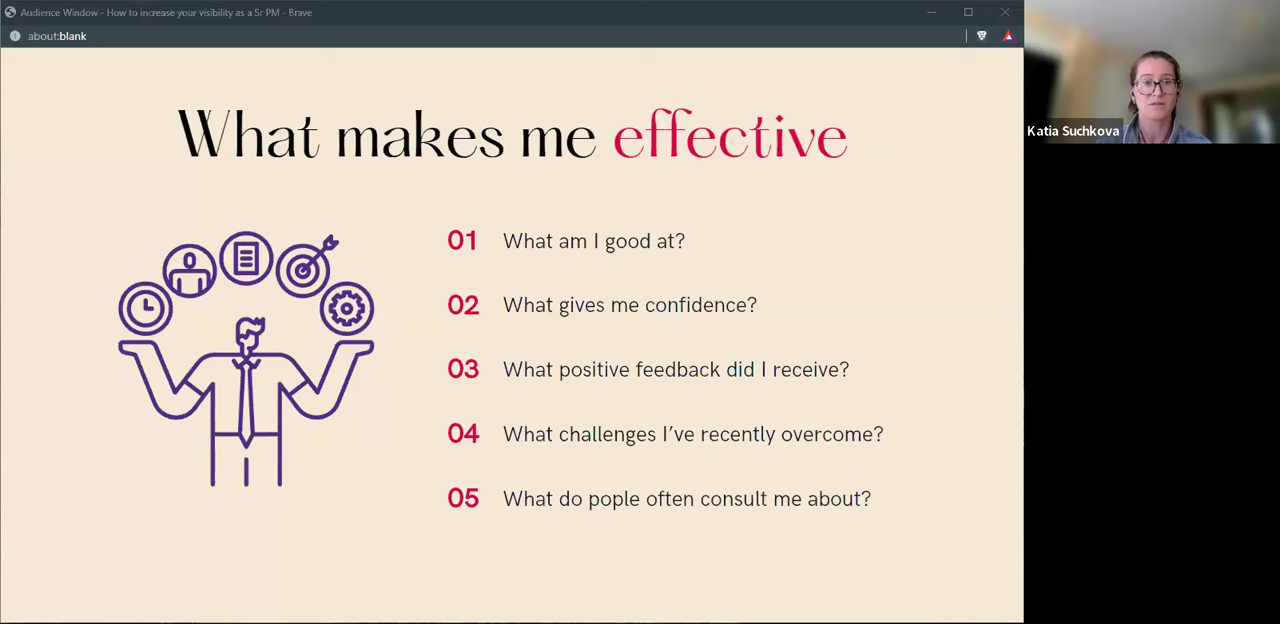 Audience Window - How to increase your visibility as a Sr PM - Brave
about:blank
What makes me effective
Katia Suchkova
01 What am I good at?
02 What gives me confidence?
03 What positive feedback did I receive?
04 What challenges I’ve recently overcome?
05 What do pople often consult me about?